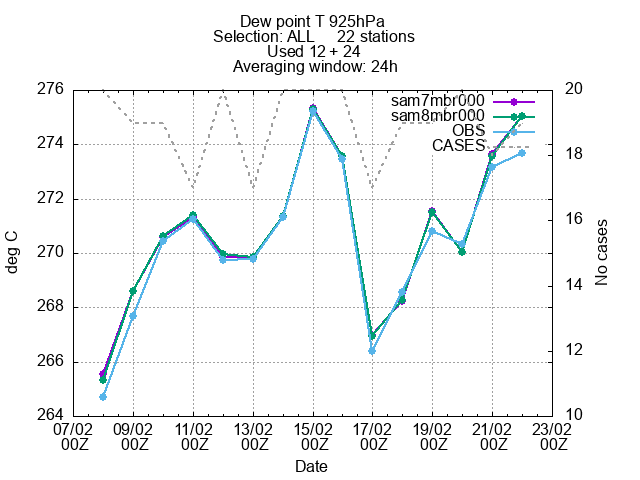 Dew point T 925hPa
Selection: ALL 22 stations
Used 12 + 24
Averaging window: 24h
276
274
272
270
268
266
264
deg C
20
18
16
14
12
10
No cases
sam7mbr000
sam8mbr000
OBS
CASES
07/02 09/02 11/02 13/02 15/02 17/02 19/02 21/02 23/02
00Z 00Z 00Z 00Z 00Z 00Z 00Z 00Z 00Z
Date